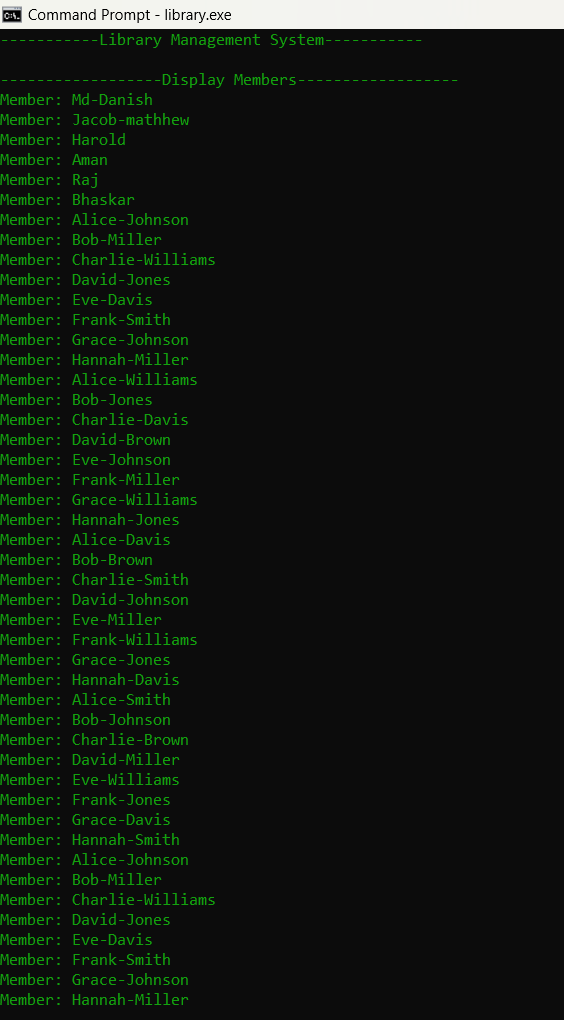 Command Prompt - library.exe
-----------Library Management System-----------
------------------Display Members------------------
Member: Md-Danish
Member: Jacob-mathhew
Member: Harold
Member: Aman
Member: Raj
Member: Bhaskar
Member: Alice-Johnson
Member: Bob-Miller
Member: Charlie-Williams
Member: David-Jones
Member: Eve-Davis
Member: Frank-Smith
Member: Grace-Johnson
Member: Hannah-Miller
Member: Alice-Williams
Member: Bob-Jones
Member: Charlie-Davis
Member: David-Brown
Member: Eve-Johnson
Member: Frank-Miller
Member: Grace-Williams
Member: Hannah-Jones
Member: Alice-Davis
Member: Bob-Brown
Member: Charlie-Smith
Member: David-Johnson
Member: Eve-Miller
Member: Frank-Williams
Member: Grace-Jones
Member: Hannah-Davis
Member: Alice-Smith
Member: Bob-Johnson
Member: Charlie-Brown
Member: David-Miller
Member: Eve-Williams
Member: Frank-Jones
Member: Grace-Davis
Member: Hannah-Smith
Member: Alice-Johnson
Member: Bob-Miller
Member: Charlie-Williams
Member: David-Jones
Member: Eve-Davis
Member: Frank-Smith
Member: Grace-Johnson
Member: Hannah-Miller